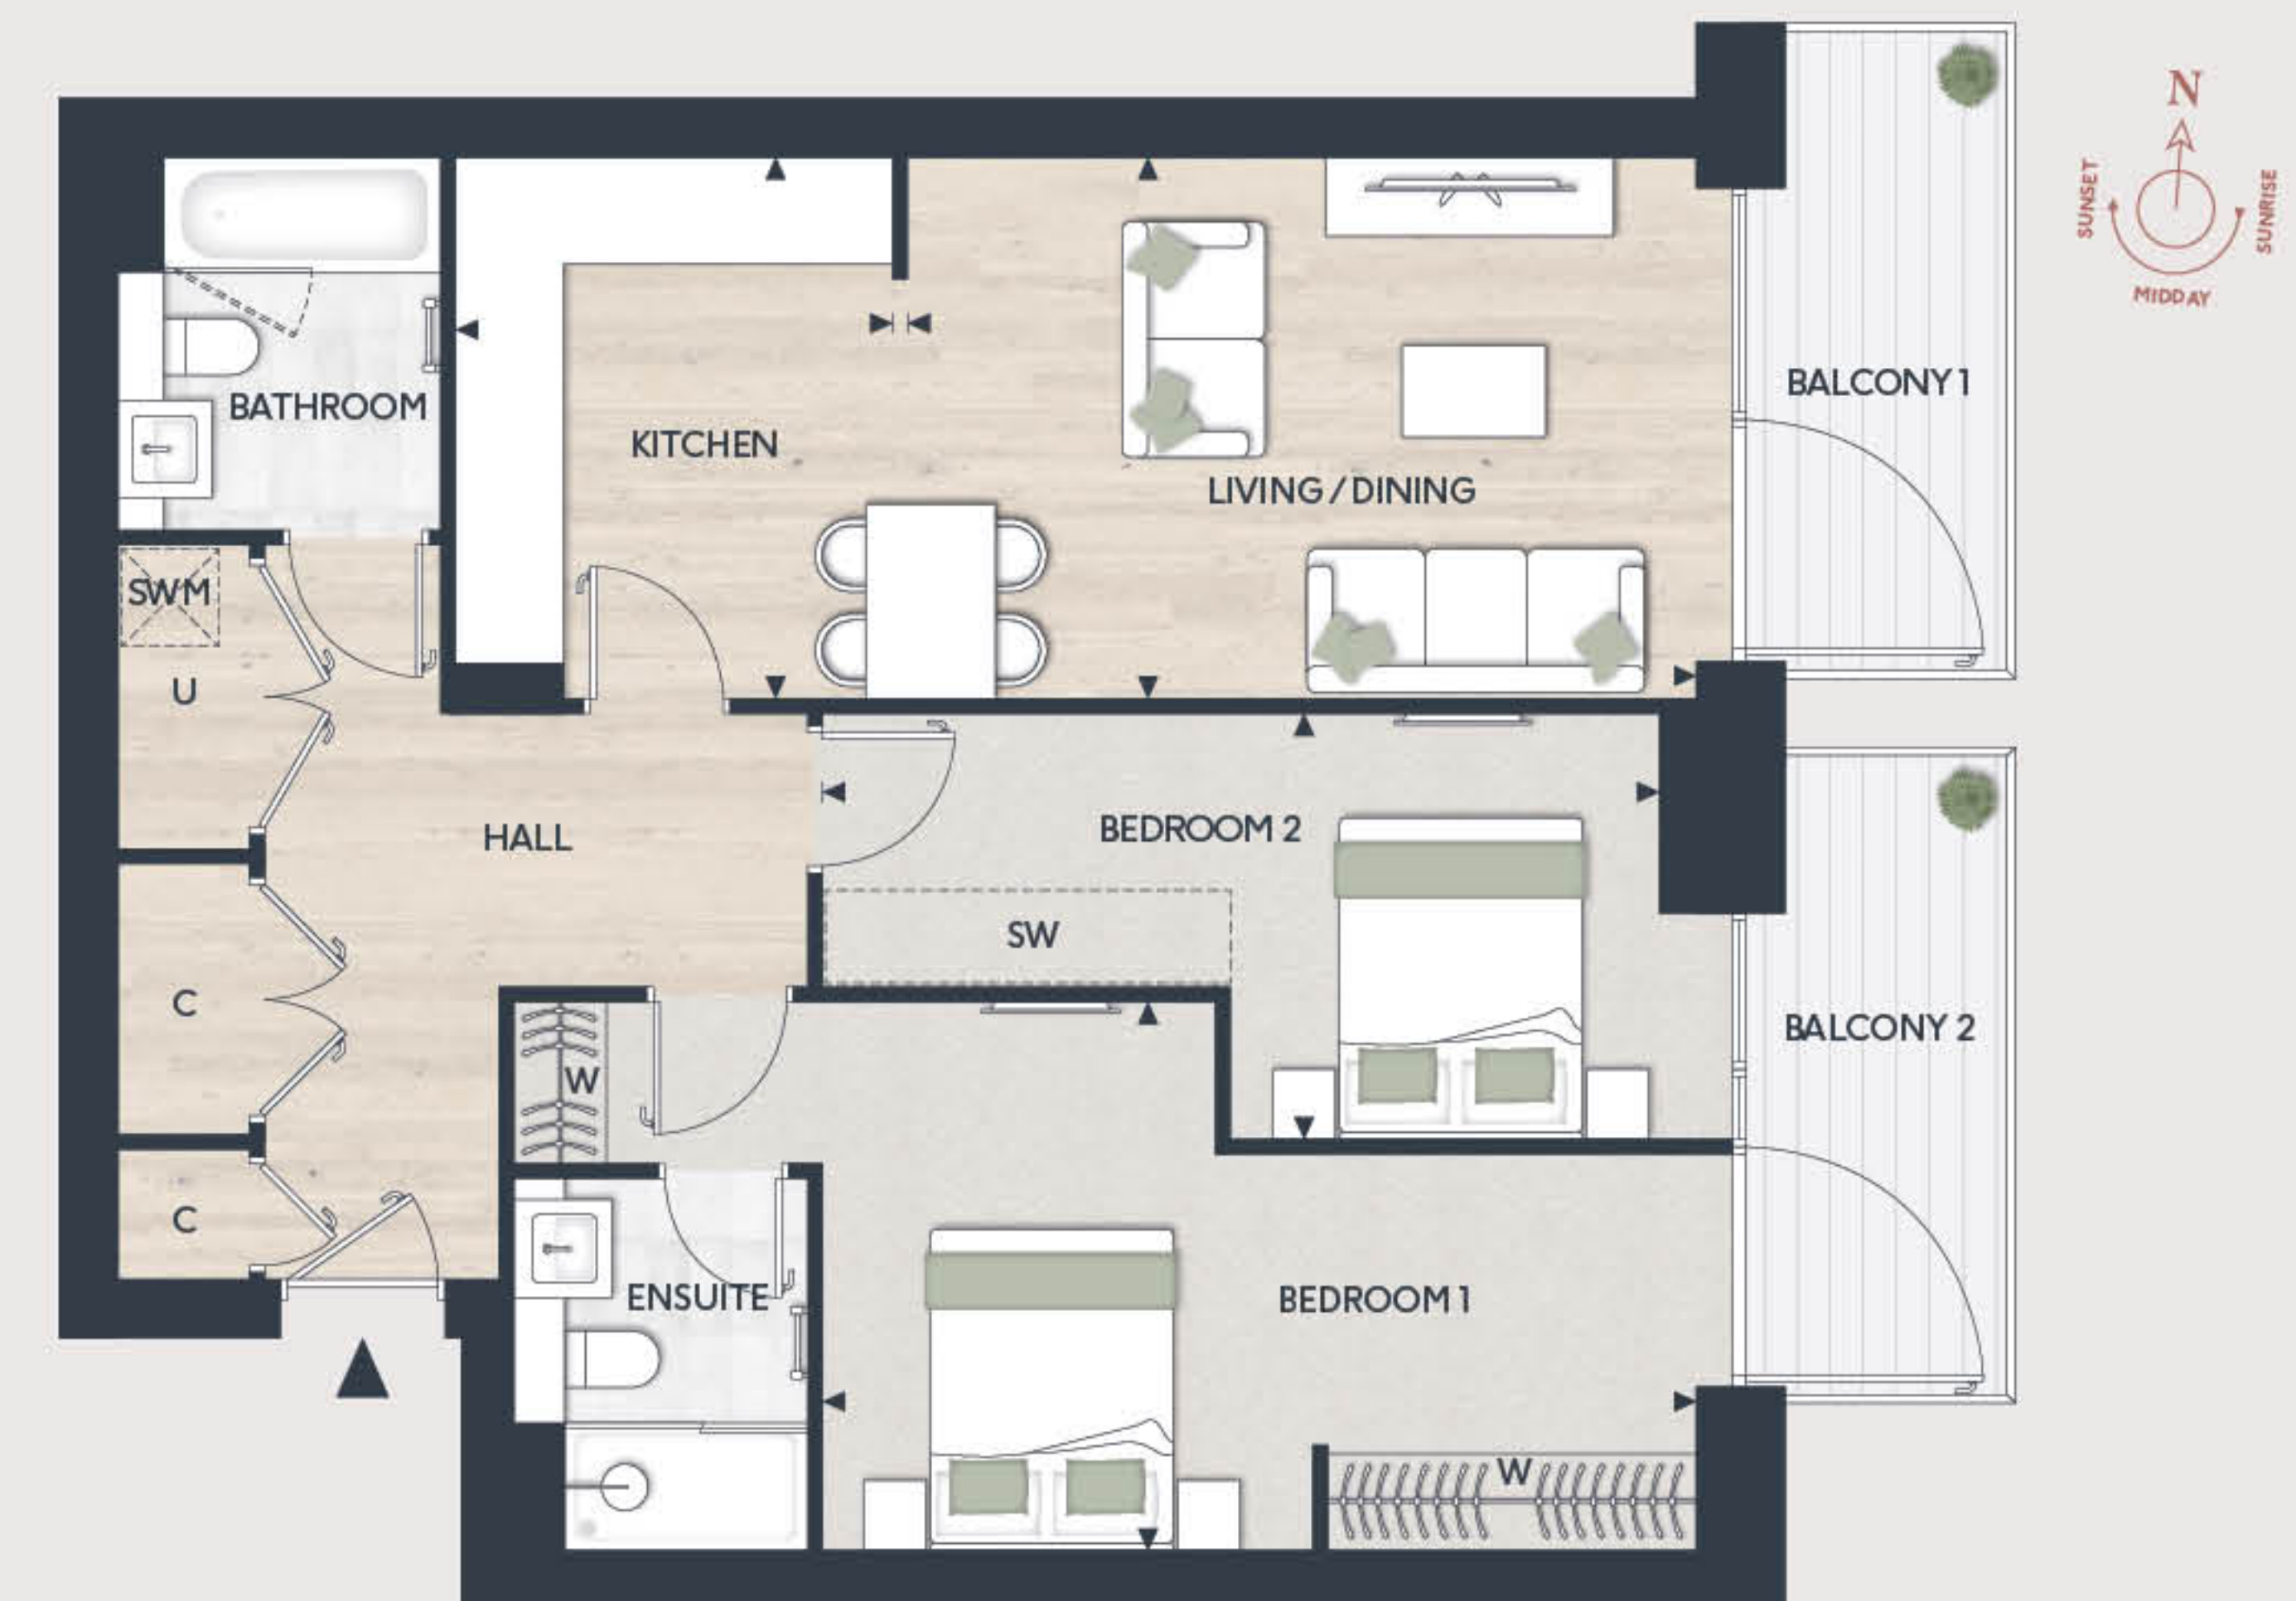 N
SUNSET
SUNRISE
MIDDAY
BATHROOM
KITCHEN
LIVING / DINING
BALCONY 1
SWM
U
HALL
BEDROOM 2
SW
C
BALCONY 2
W
C
ENSUITE
BEDROOM 1
W